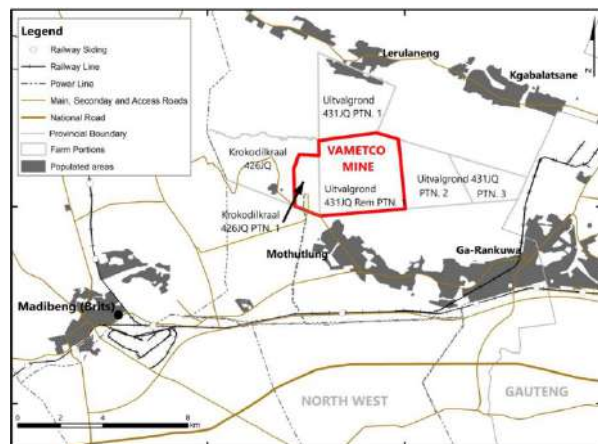 Legend
Railway Siding
Railway Line
Power Line
Main, Seconday and Access Roads
National Road
Provincial Boundary
Farm Portions
Populated areas
Lerulaneng
Kgabalatsane
Z
Uitvalgrond
431JQ PTN. 1
Krokodilkraal
426JQ
VAMETCO
MINE
Uitvalgrond
431JQ Rem PTN. 1
Uitvalgrond 431JQ
PTN. 2
PTN. 3
Krokodilkraal
426JQ PTN. 1
Mothutlung
Ga-Rankuwa
Madibeng (Brits)
NORTH WEST
GAUTENG
0 2 4 8
km